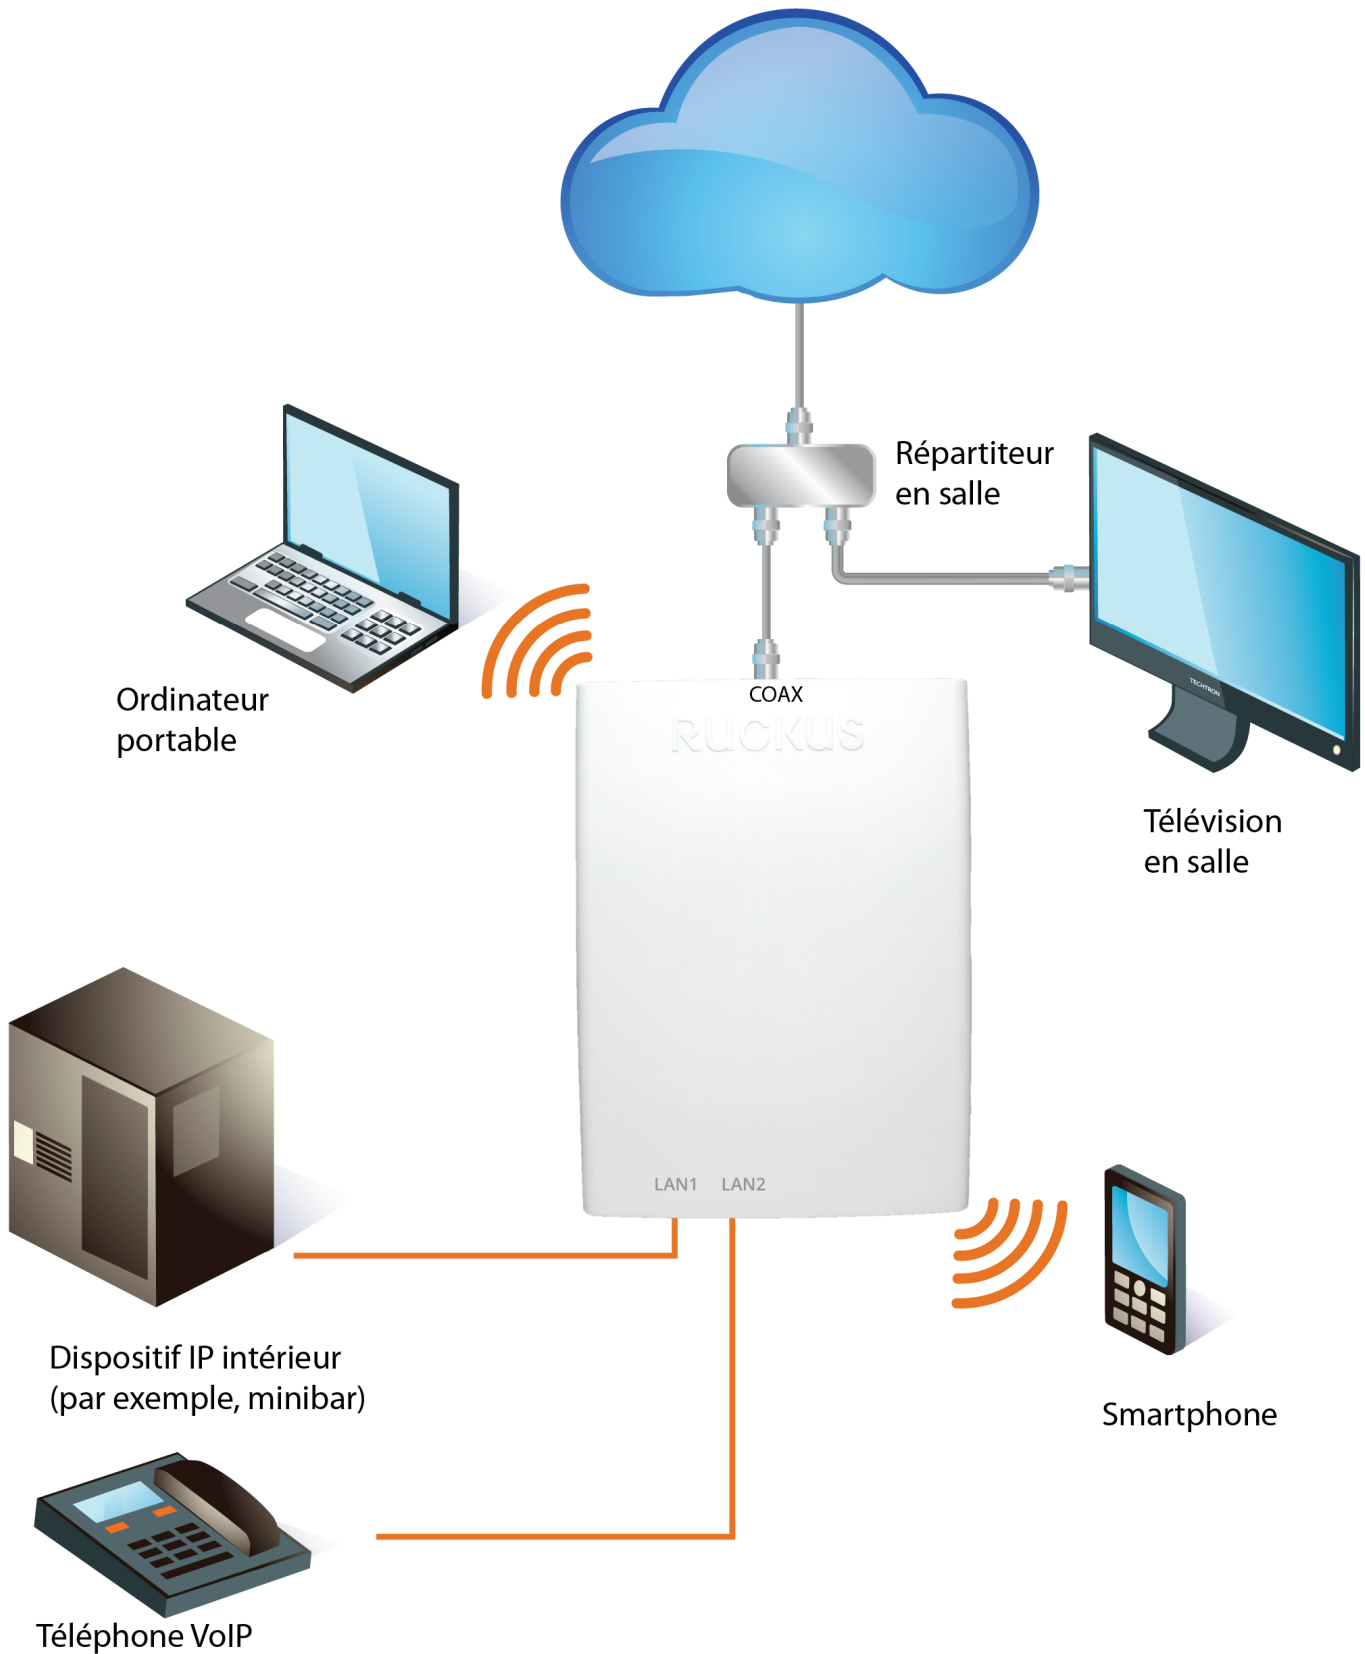 Répartiteur
en salle
Ordinateur
portable
COAX
RUCKUS
TECHTRON
Télévision
en salle
LAN1 LAN2
Dispositif IP intérieur
(par exemple, minibar)
Smartphone
Téléphone VoIP